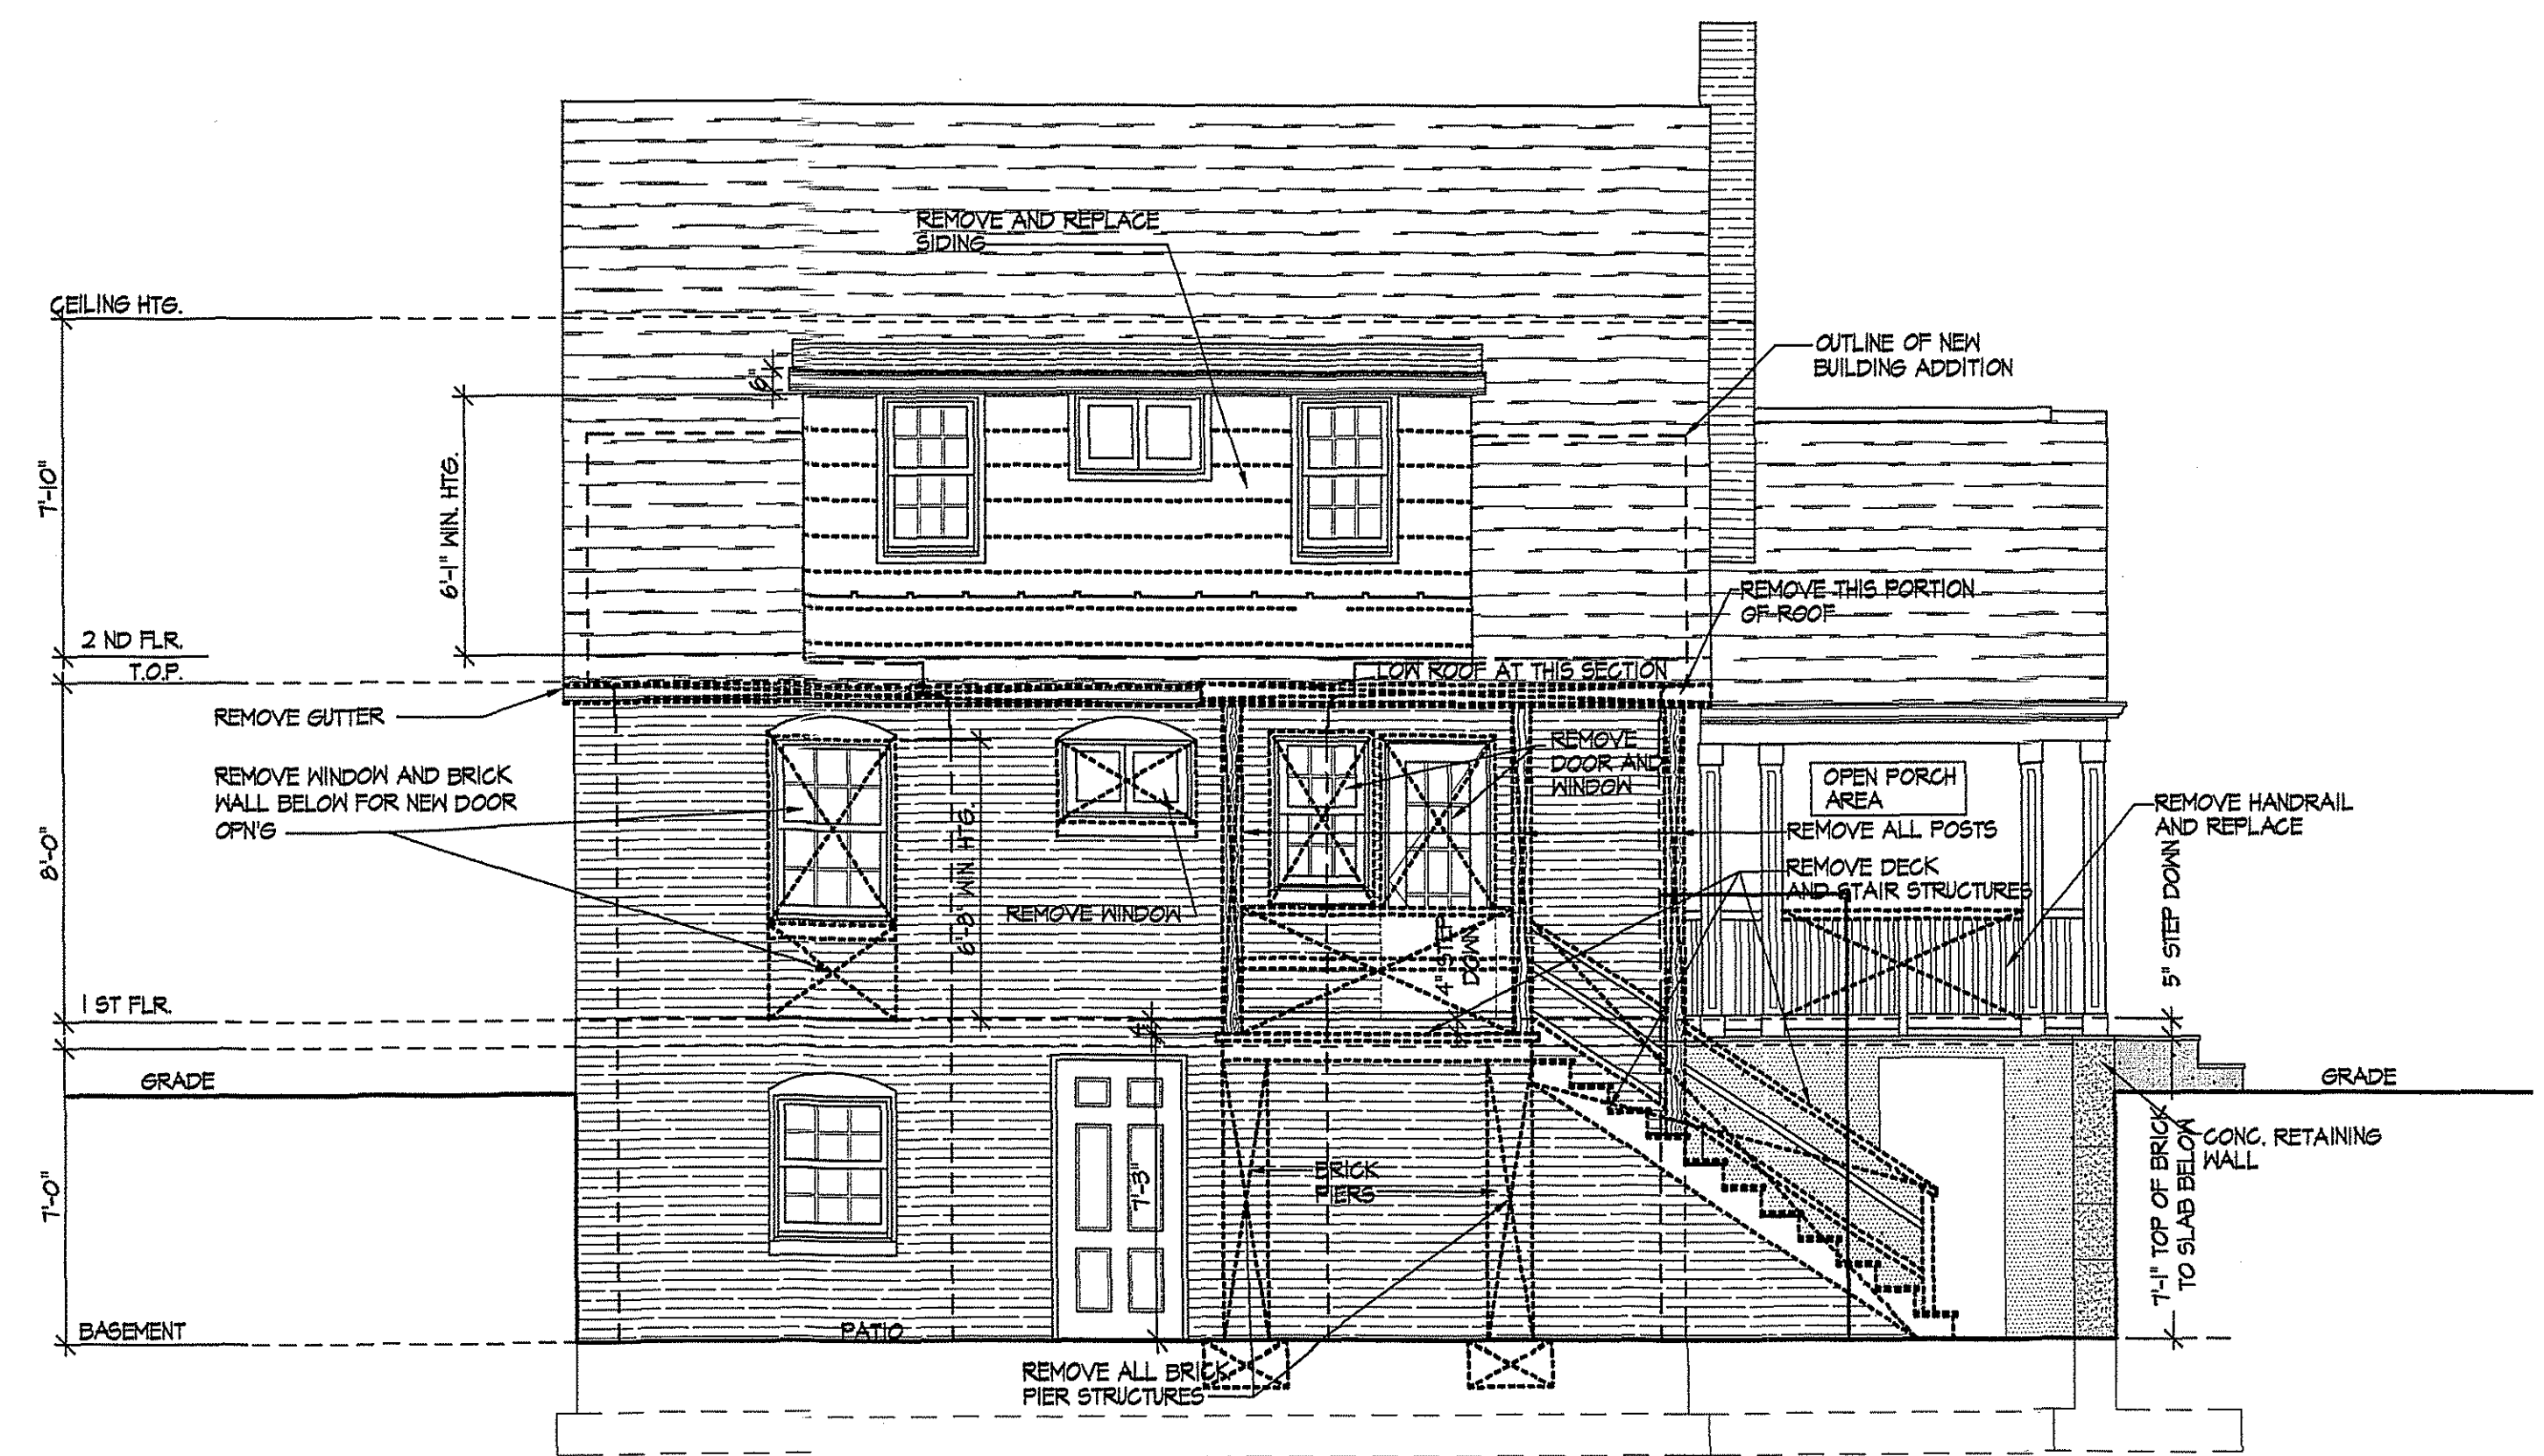 REMOVE AND REPLACE
SIDING
CEILING HTG.
OUTLINE OF NEW
BUILDING ADDITION
6"
7'-10"
6'-1" WIN. HTG.
REMOVE THIS PORTION
OF ROOF
2 ND FLR.
T.O.P.
LOW ROOF AT THIS SECTION
REMOVE GUTTER
REMOVE WINDOW AND BRICK
WALL BELOW FOR NEW DOOR
OPN'G
REMOVE
DOOR AND
WINDOW
OPEN PORCH
AREA
REMOVE HANDRAIL
AND REPLACE
REMOVE ALL POSTS
REMOVE DECK
AND STAIR STRUCTURES
8'-0"
6'-8" WIN. HTG.
REMOVE WINDOW
4" STEP
DOWN
5" STEP DOWN
1 ST FLR.
4"
GRADE
GRADE
7'-0"
7'-3"
BRICK
PIERS
CONC. RETAINING
WALL
7'-1" TOP OF BRICK
TO SLAB BELOW
BASEMENT
PATIO
REMOVE ALL BRICK
PIER STRUCTURES